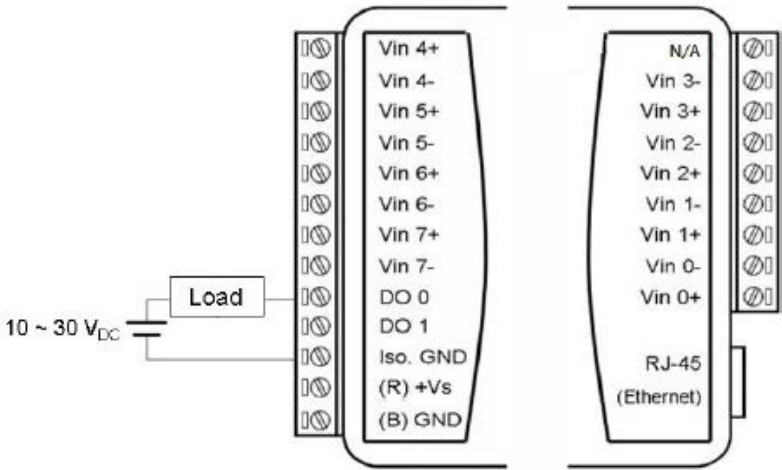 Vin 4+
Vin 4-
Vin 5+
Vin 5-
Vin 6+
Vin 6-
Vin 7+
Vin 7-
DO 0
DO 1
Iso. GND
(R) +Vs
(B) GND
Load
10 ~ 30 VDC
N/A
Vin 3-
Vin 3+
Vin 2-
Vin 2+
Vin 1-
Vin 1+
Vin 0-
Vin 0+
RJ-45
(Ethernet)